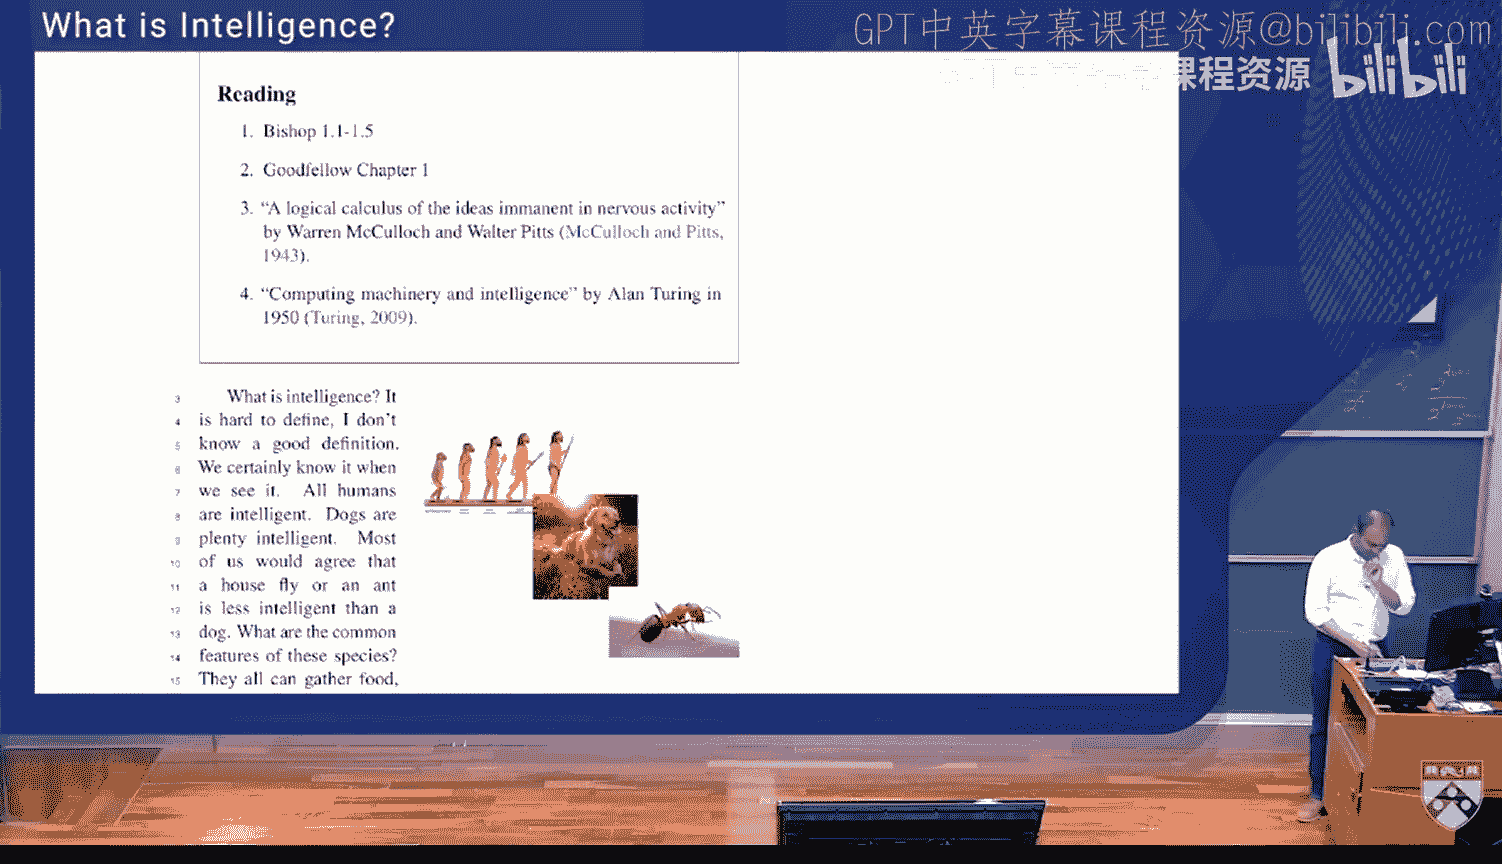 What is Intelligence?
GPT中英字幕课程资源@bilibili.com
课程资源 bilibili
Reading
1. Bishop 1.1-1.5
2. Goodfellow Chapter 1
3. “A logical calculus of the ideas immanent in nervous activity”
by Warren McCulloch and Walter Pitts (McCulloch and Pitts,
1943).
4. “Computing machinery and intelligence” by Alan Turing in
1950 (Turing, 2009).
3 What is intelligence? It
4 is hard to define, I don’t
5 know a good definition.
6 We certainly know it when
7 we see it. All humans
8 are intelligent. Dogs are
9 plenty intelligent. Most
10 of us would agree that
11 a house fly or an ant
12 is less intelligent than a
13 dog. What are the common
14 features of these species?
15 They all can gather food,